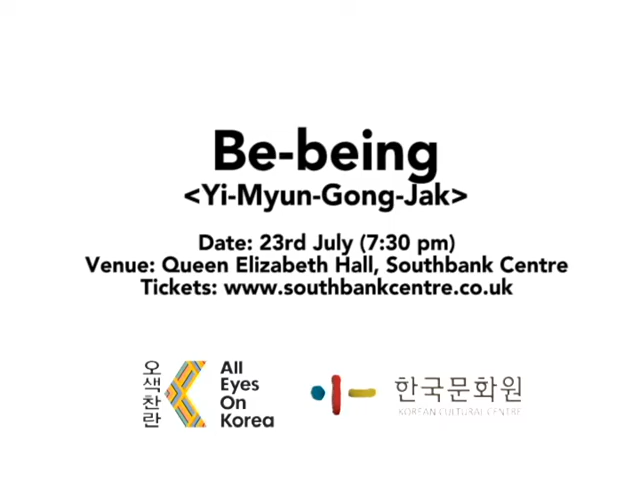 Be-being
<Yi-Myun-Gong-Jak>
Date: 23rd July (7:30 pm)
Venue: Queen Elizabeth Hall, Southbank Centre
Tickets: www.southbankcentre.co.uk
오색찬란
All
Eyes
On
Korea
한국문화원
KOREAN CULTURAL CENTRE